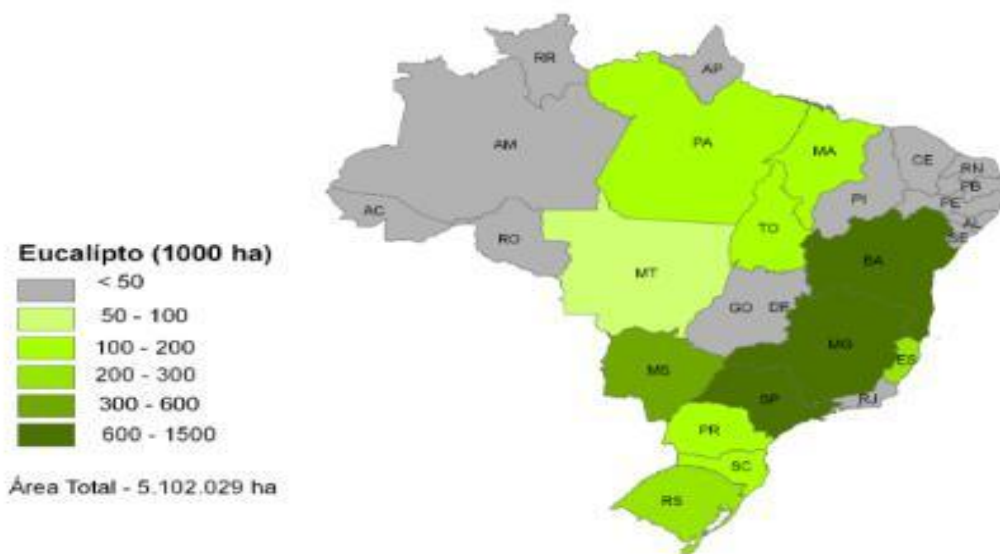 RR
AP
AM
PA
MA
CE
RN
PB
PE
AL
SE
PI
AC
RO
TO
BA
MT
GO
DF
MG
ES
MS
SP
RJ
PR
SC
RS
Eucalípto (1000 ha)
< 50
50 - 100
100 - 200
200 - 300
300 - 600
600 - 1500
Área Total - 5.102.029 ha